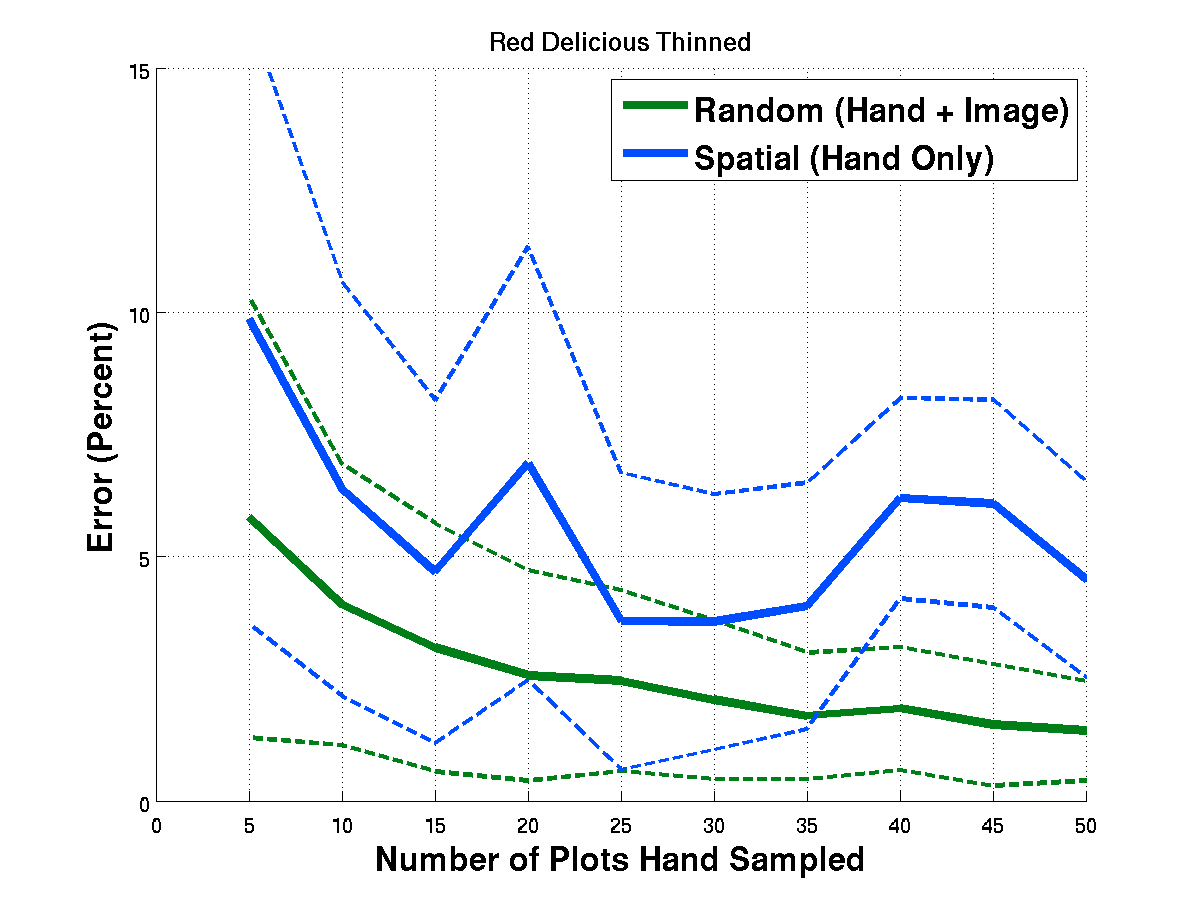 Red Delicious Thinned
Random (Hand + Image)
Spatial (Hand Only)
15
10
5
0
Error (Percent)
0 5 10 15 20 25 30 35 40 45 50
Number of Plots Hand Sampled